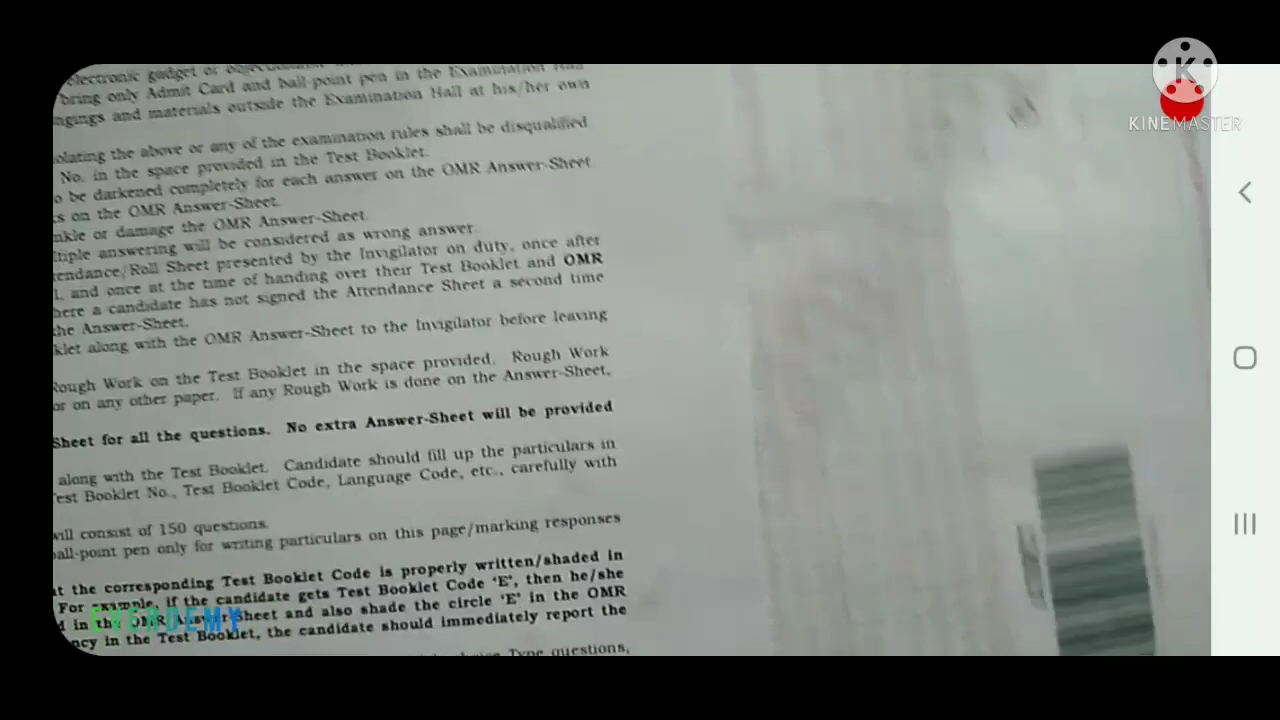 electronic gadget or
bring only Admit Card and ball-point pen in the Examination Hall
ngings and materials outside the Examination Hall at his/her own
olating the above or any of the examination rules shall be disqualified
No. in the space provided in the Test Booklet.
o be darkened completely for each answer on the OMR Answer-Sheet
s on the OMR Answer-Sheet.
nkle or damage the OMR Answer-Sheet.
ltiple answering will be considered as wrong answer.
endance/Roll Sheet presented by the Invigilator on duty, once after
l, and once at the time of handing over their Test Booklet and OMR
here a candidate has not signed the Attendance Sheet a second time
the Answer-Sheet.
klet along with the OMR Answer-Sheet to the Invigilator before leaving
Rough Work on the Test Booklet in the space provided. Rough Work
or on any other paper. If any Rough Work is done on the Answer-Sheet,
Sheet for all the questions. No extra Answer-Sheet will be provided
along with the Test Booklet. Candidate should fill up the particulars in
Test Booklet No., Test Booklet Code, Language Code, etc., carefully with
will consist of 150 questions.
ball-point pen only for writing particulars on this page/marking responses
at the corresponding Test Booklet Code is properly written/shaded in
For example, if the candidate gets Test Booklet Code 'E', then he/she
d in the OMR Answer-Sheet and also shade the circle 'E' in the OMR
ncy in the Test Booklet, the candidate should immediately report the
Type questions,
K
KINEMASTER
EVERDEMY